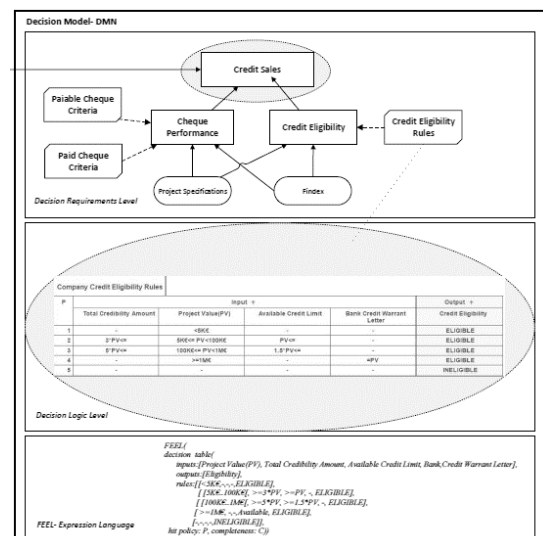 Decision Model- DMN
Credit Sales
Paiable Cheque
Criteria
Cheque
Performance
Credit Eligibility
Credit Eligibility
Rules
Paid Cheque
Criteria
Project Specifications
Findex
Decision Requirements Level
Company Credit Eligibility Rules
P Input + Output +
Total Credibility Amount Project Value(PV) Available Credit Limit Bank Credit Warrant Letter Credit Eligibility
1 - <5K€ - - ELIGIBLE
2 3*PV<= 5K€<= PV<100K€ PV<= - ELIGIBLE
3 5*PV<= 100K€<= PV<1M€ 1.5*PV<= - ELIGIBLE
4 - >=1M€ - =PV ELIGIBLE
5 - - - - INELIGIBLE
Decision Logic Level
FEEL(
decision table(
inputs:[Project Value(PV), Total Credibility Amount, Available Credit Limit, Bank,Credit Warrant Letter],
outputs:[Eligibility],
rules:[[<5K€,-,-,-,ELIGIBLE],
[ [5K€..100K€[, >=3*PV, >=PV, -, ELIGIBLE],
[ [100K€..1M€[, >=5*PV, >=1.5*PV, -, ELIGIBLE],
[ >=1M€, -,-,Available, ELIGIBLE],
[-,-,-,-,INELIGIBLE]],
hit policy: P, completeness: C))
FEEL- Expression Language